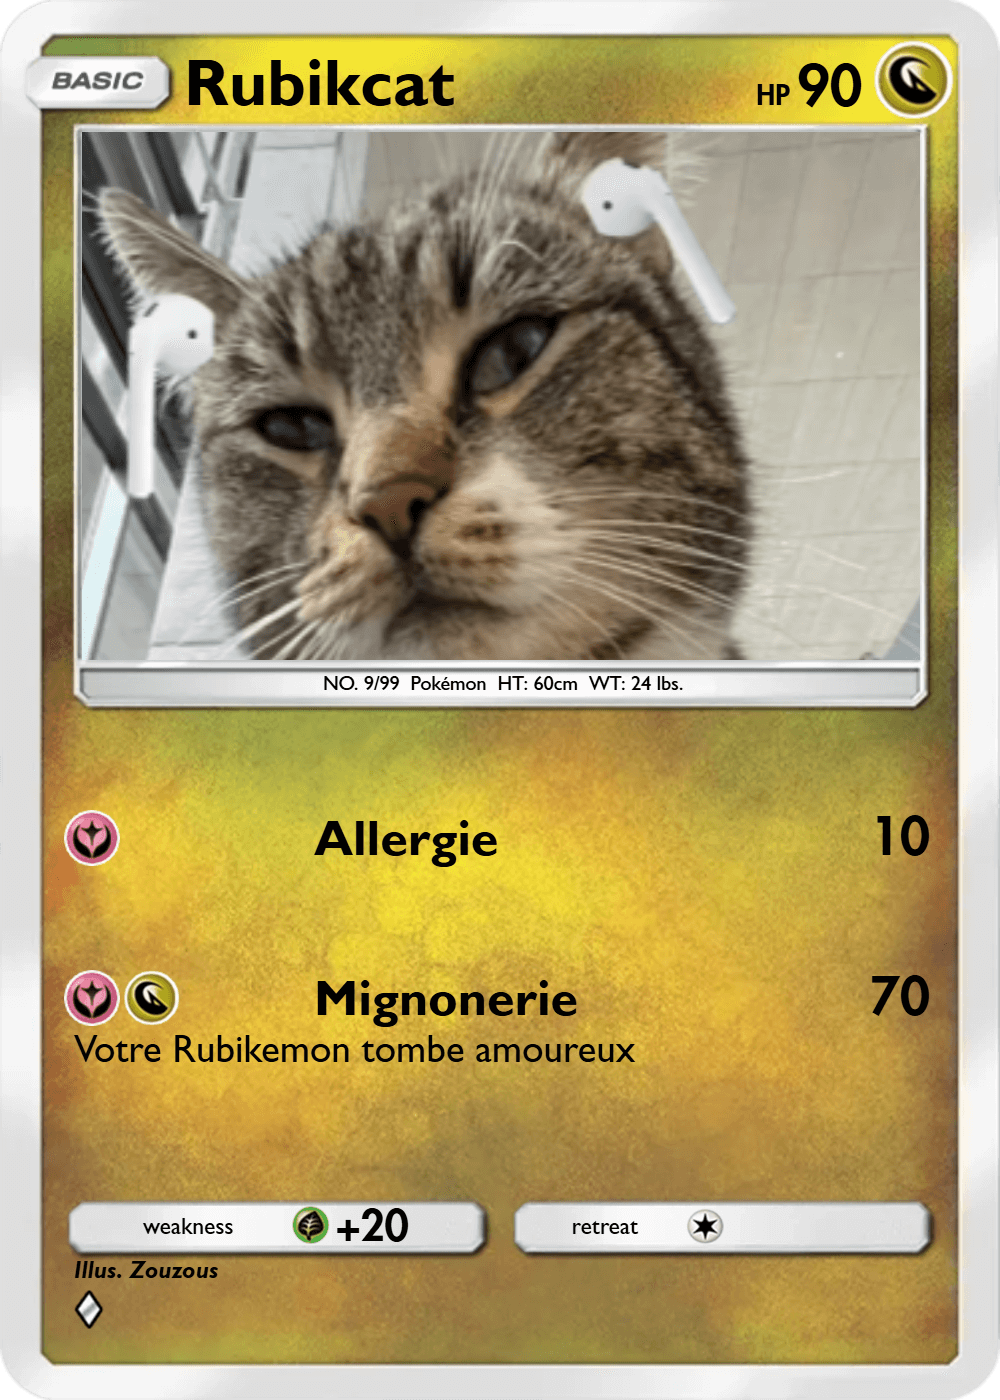 BASIC Rubikcat HP 90
NO. 9/99 Pokémon HT: 60cm WT: 24 lbs.
Allergie 10
Mignonerie 70
Votre Rubikemon tombe amoureux
weakness +20 retreat
Illus. Zouzous